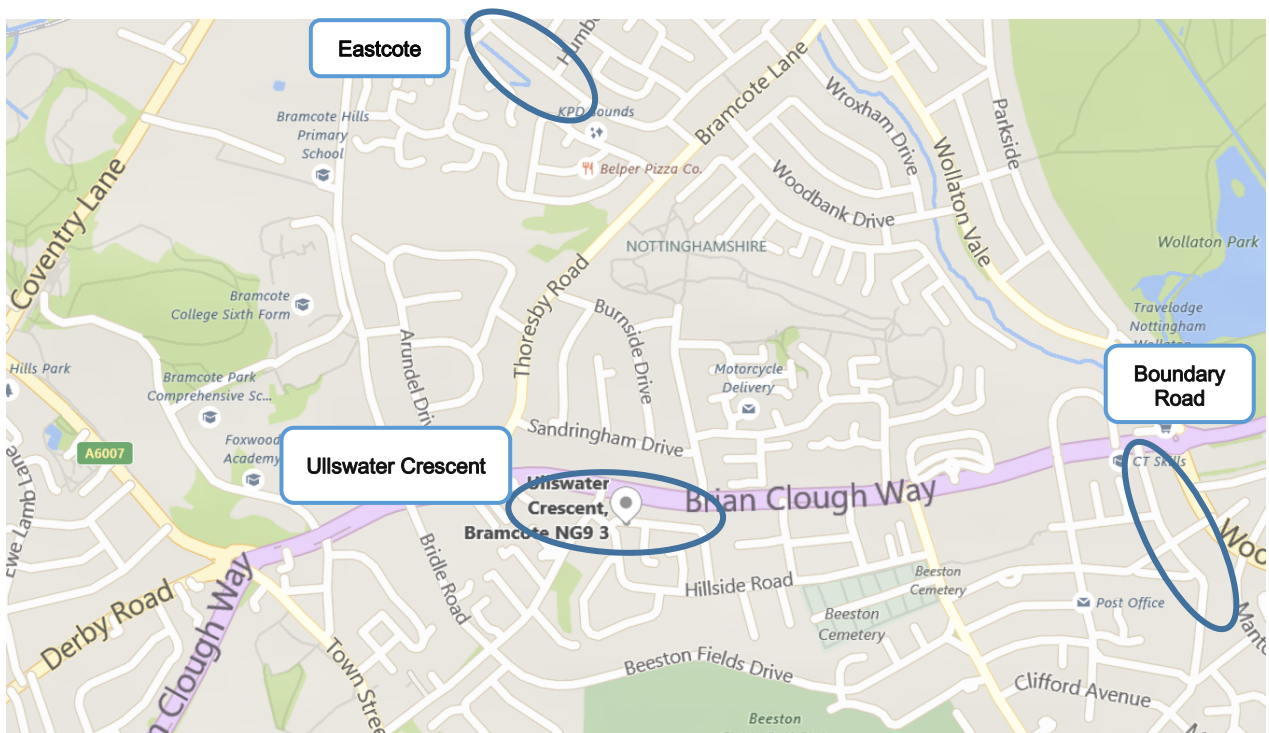 Eastcote
KPD Sounds
Bramcote Lane
Bramcote Hills
Primary
School
Belper Pizza Co.
Wroxham Drive
Parkside
Wollaton Vale
Woodbank Drive
Coventry Lane
NOTTINGHAMSHIRE
Wollaton Park
Thoresby Road
Bramcote
College Sixth Form
Burnside Drive
Travelodge
Nottingham
Wollaton
Arundel
Hills Park
Bramcote Park
Comprehensive Sc...
Motorcycle
Delivery
Boundary
Road
Sandringham Drive
Foxwood
Academy
A6007
Ullswater Crescent
CT Skills
Ullswater
Crescent,
Bramcote NG9 3
Brian Clough Way
Ewe Lamb Lane
Bridle Road
Hillside Road
Beeston
Cemetery
Post Office
Beeston
Cemetery
Derby Road
Clough Way
Town
Beeston Fields Drive
Clifford Avenue
Beeston